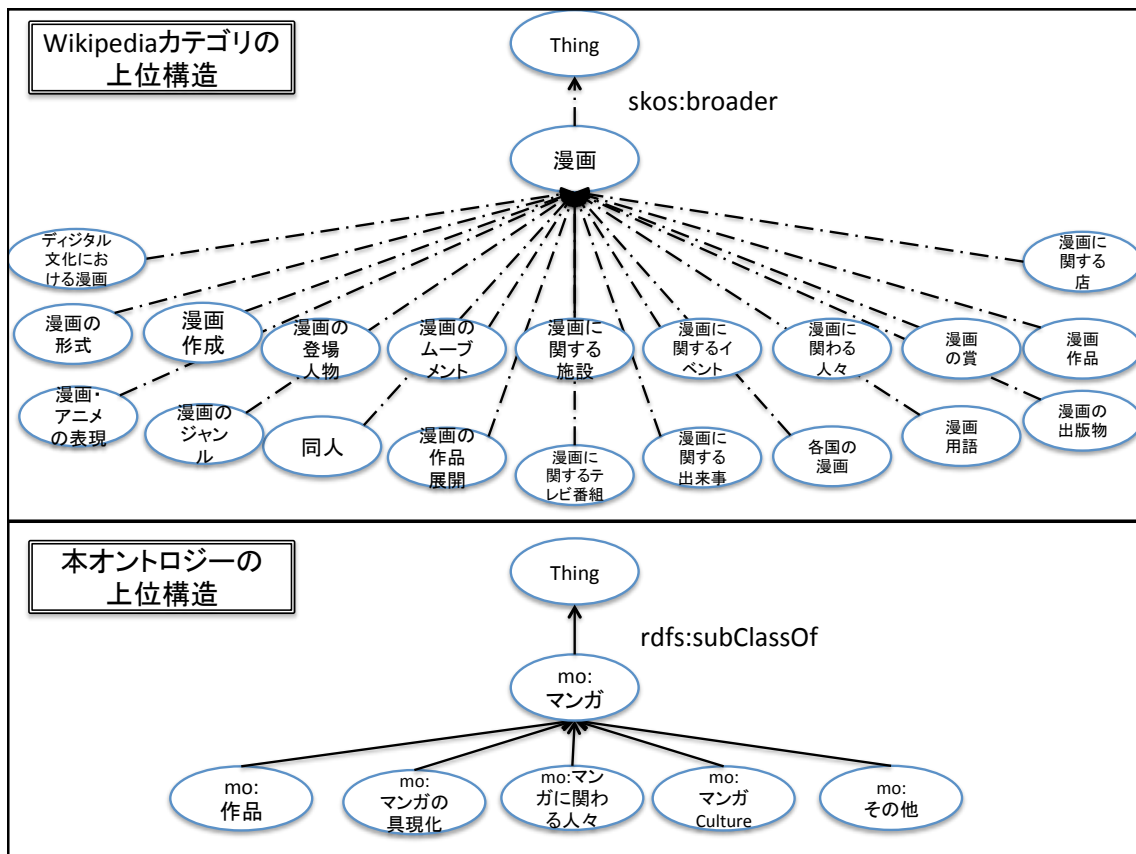 Wikipediaカテゴリの
上位構造
Thing
skos:broader
漫画
ディジタル
文化にお
ける漫画
漫画に
関する
店
漫画の
形式
漫画
作成
漫画の
登場
人物
漫画の
ムーブ
メント
漫画に
関する
施設
漫画に
関するイ
ベント
漫画に
関わる
人々
漫画
の賞
漫画
作品
漫画・
アニメ
の表現
漫画の
ジャン
ル
同人
漫画の
作品
展開
漫画に
関するテ
レビ番組
漫画に
関する
出来事
各国の
漫画
漫画
用語
漫画の
出版物
本オントロジーの
上位構造
Thing
rdfs:subClassOf
mo:
マンガ
mo:
作品
mo:
マンガの
具現化
mo:マン
ガに関わ
る人々
mo:
マンガ
Culture
mo:
その他